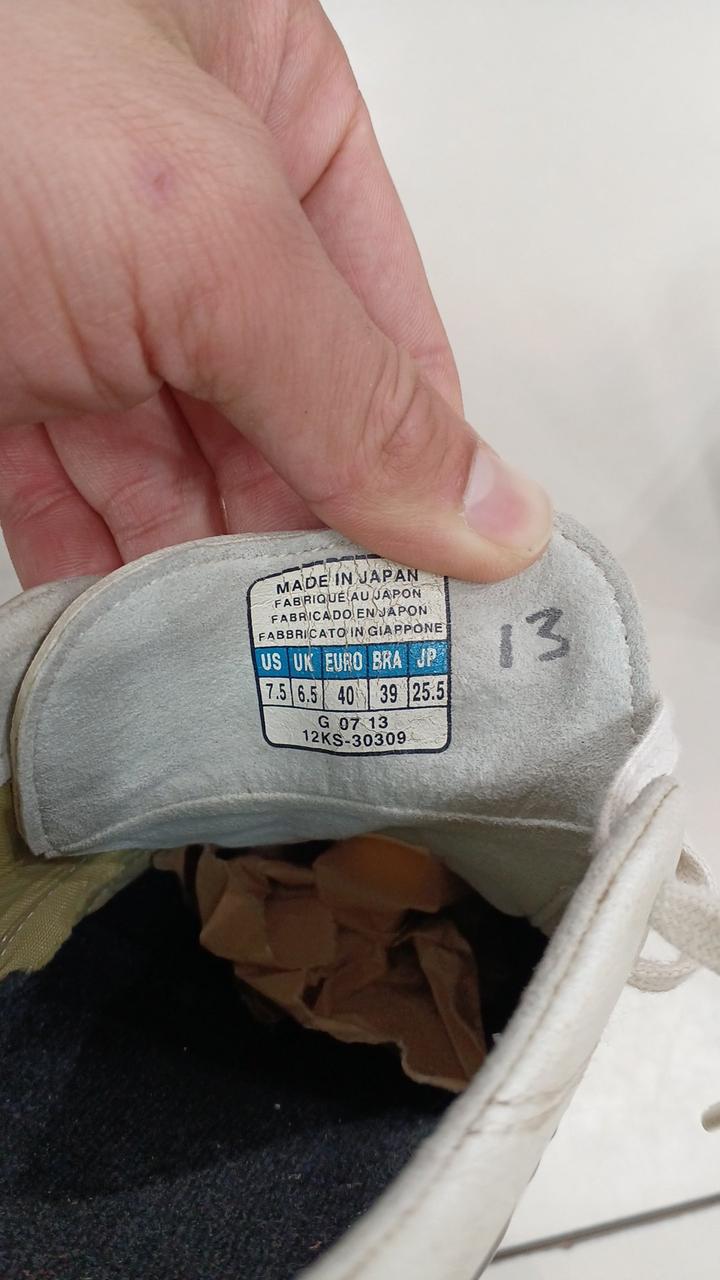 MADE IN JAPAN
FABRIQUÉ AU JAPON
FABRICADO EN JAPON
FABBRICATO IN GIAPPONE
US UK EURO BRA JP
7.5 6.5 40 39 25.5
G 07 13
12KS-30309
13